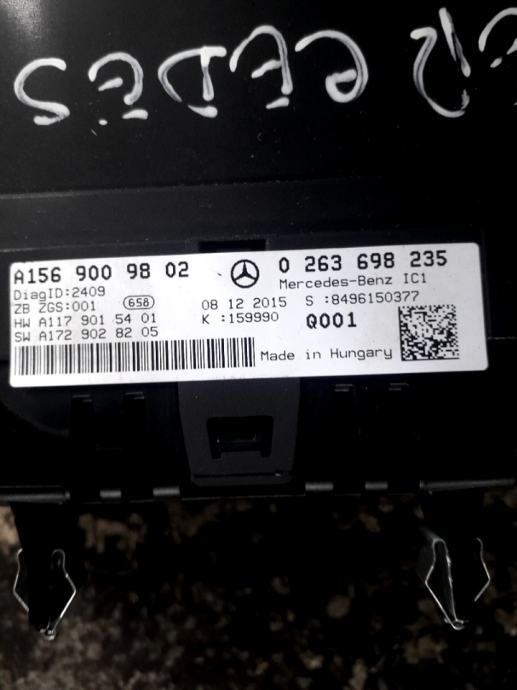 MERCEDES
A156 900 98 02
0 263 698 235
Mercedes-Benz IC1
DiagID:2409
ZB ZGS:001
658
08 12 2015
S :8496150377
HW A117 901 54 01
K :159990
Q001
SW A172 902 82 05
Made in Hungary